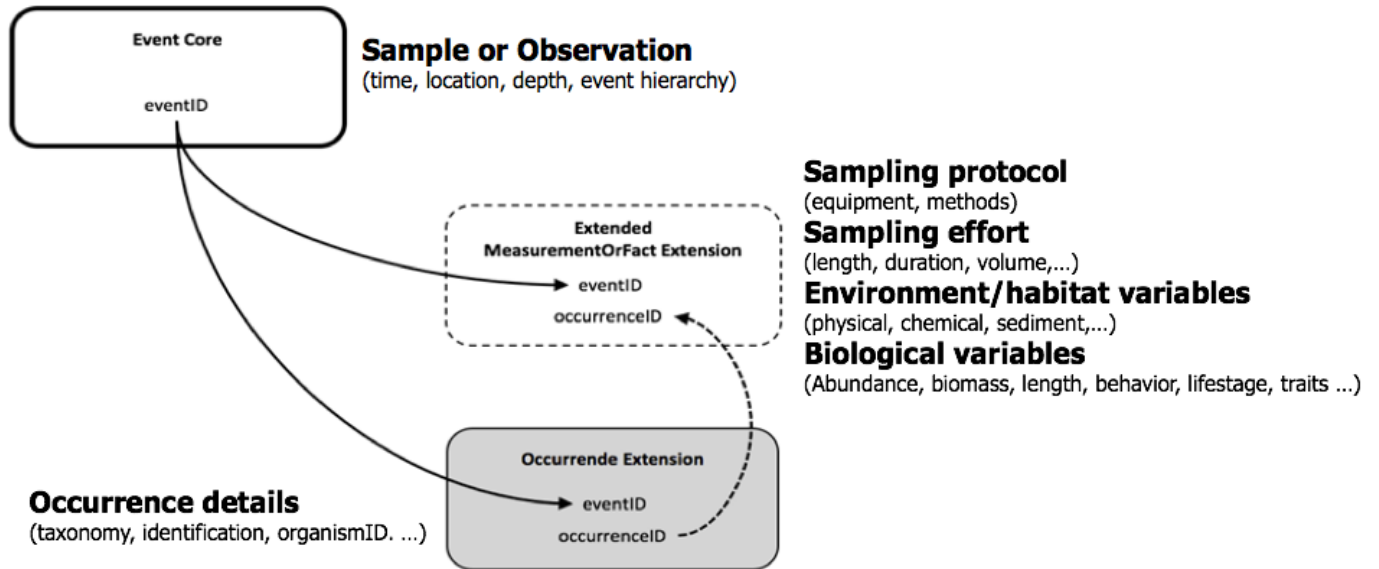 Event Core
eventID
Sample or Observation
(time, location, depth, event hierarchy)
Extended
MeasurementOrFact Extension
eventID
occurrenceID
Sampling protocol
(equipment, methods)
Sampling effort
(length, duration, volume,...)
Environment/habitat variables
(physical, chemical, sediment,...)
Biological variables
(Abundance, biomass, length, behavior, lifestage, traits ...)
Occurrende Extension
eventID
occurrenceID
Occurrence details
(taxonomy, identification, organismID. ...)